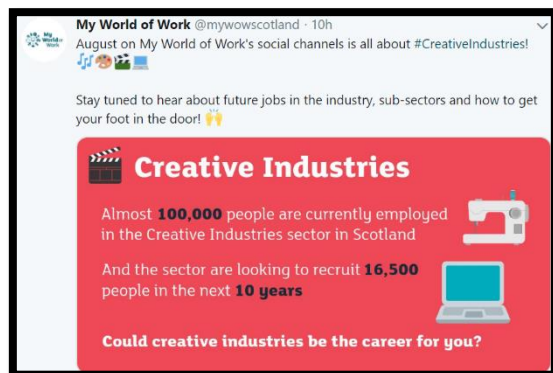 My World of Work @mywowscotland · 10h
My
World of
Work
August on My World of Work's social channels is all about #CreativeIndustries!
Stay tuned to hear about future jobs in the industry, sub-sectors and how to get
your foot in the door!
Creative Industries
Almost 100,000 people are currently employed
in the Creative Industries sector in Scotland
And the sector are looking to recruit 16,500
people in the next 10 years
Could creative industries be the career for you?